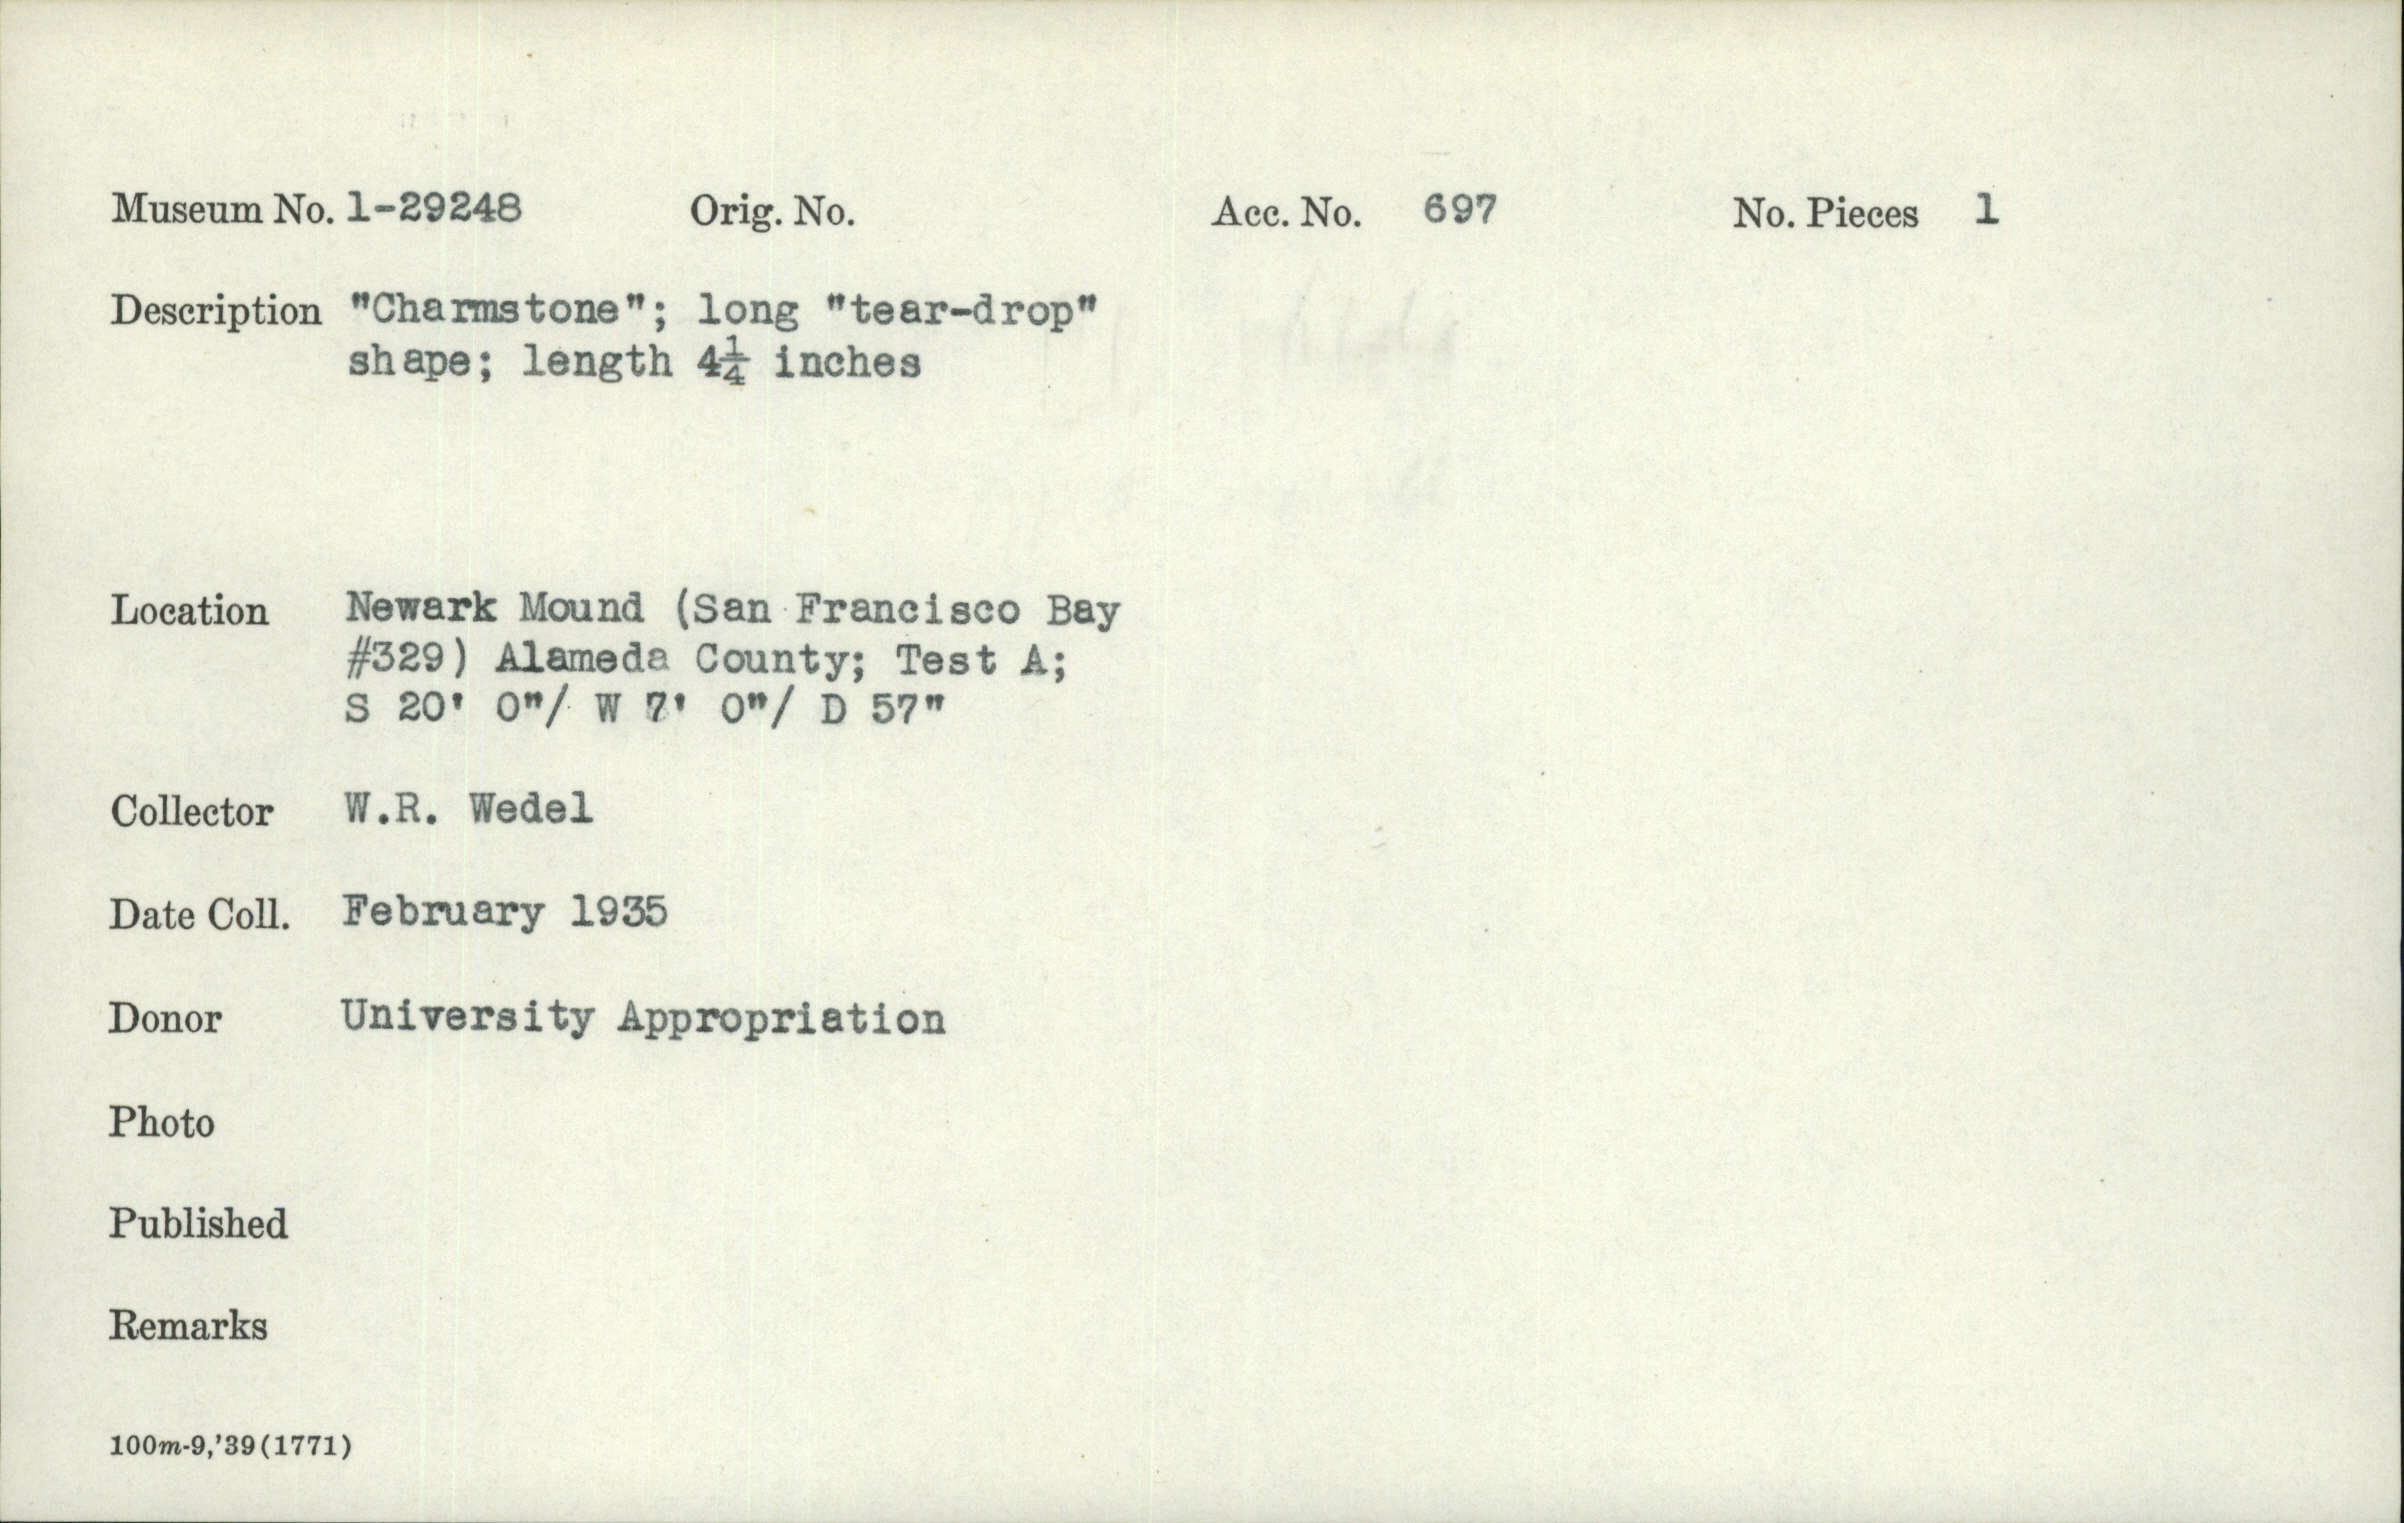 Museum No. 1-29248 Orig. No. Acc. No. 697 No. Pieces 1
Description "Charmstone"; long "tear-drop"
shape; length 4¼ inches
Location Newark Mound (San Francisco Bay
#329) Alameda County; Test A;
S 20' 0"/ W 7' 0"/ D 57"
Collector W.R. Wedel
Date Coll. February 1935
Donor University Appropriation
Photo
Published
Remarks
100m-9,'39(1771)